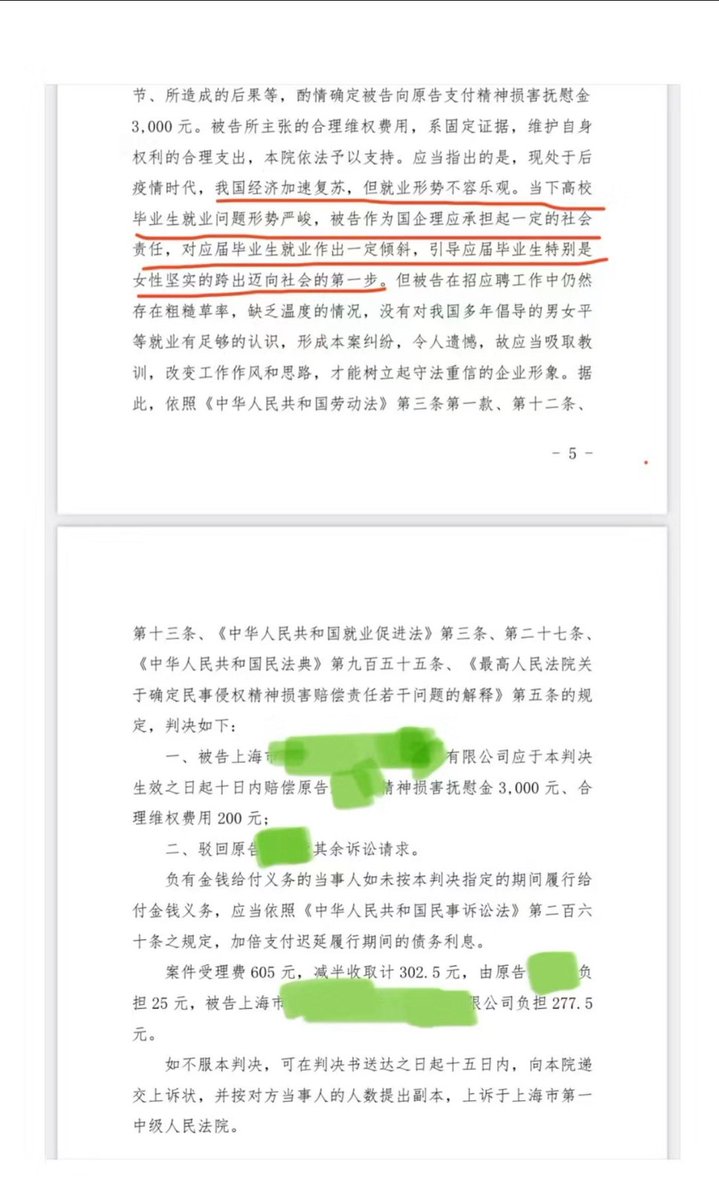 节、所造成的后果等，酌情确定被告向原告支付精神损害抚慰金
3,000 元。被告所主张的合理维权费用，系固定证据，维护自身
权利的合理支出，本院依法予以支持。应当指出的是，现处于后
疫情时代，我国经济加速复苏，但就业形势不容乐观。当下高校
毕业生就业问题形势严峻，被告作为国企理应承担起一定的社会
责任，对应届毕业生就业作出一定倾斜，引导应届毕业生特别是
女性坚实的跨出迈向社会的第一步。但被告在招应聘工作中仍然
存在粗糙草率，缺乏温度的情况，没有对我国多年倡导的男女平
等就业有足够的认识，形成本案纠纷，令人遗憾，故应当吸取教
训，改变工作作风和思路，才能树立起守法重信的企业形象。据
此，依照《中华人民共和国劳动法》第三条第一款、第十二条、
- 5 -
第十三条、《中华人民共和国就业促进法》第三条、第二十七条、
《中华人民共和国民法典》第九百五十五条、《最高人民法院关
于确定民事侵权精神损害赔偿责任若干问题的解释》第五条的规
定，判决如下：
一、被告上海市 有限公司应于本判决
生效之日起十日内赔偿原告 精神损害抚慰金 3,000 元、合
理维权费用 200 元；
二、驳回原告 其余诉讼请求。
负有金钱给付义务的当事人如未按本判决指定的期间履行给
付金钱义务，应当依照《中华人民共和国民事诉讼法》第二百六
十条之规定，加倍支付迟延履行期间的债务利息。
案件受理费 605 元，减半收取计 302.5 元，由原告 负
担 25 元，被告上海市 限公司负担 277.5
元。
如不服本判决，可在判决书送达之日起十五日内，向本院递
交上诉状，并按对方当事人的人数提出副本，上诉于上海市第一
中级人民法院。